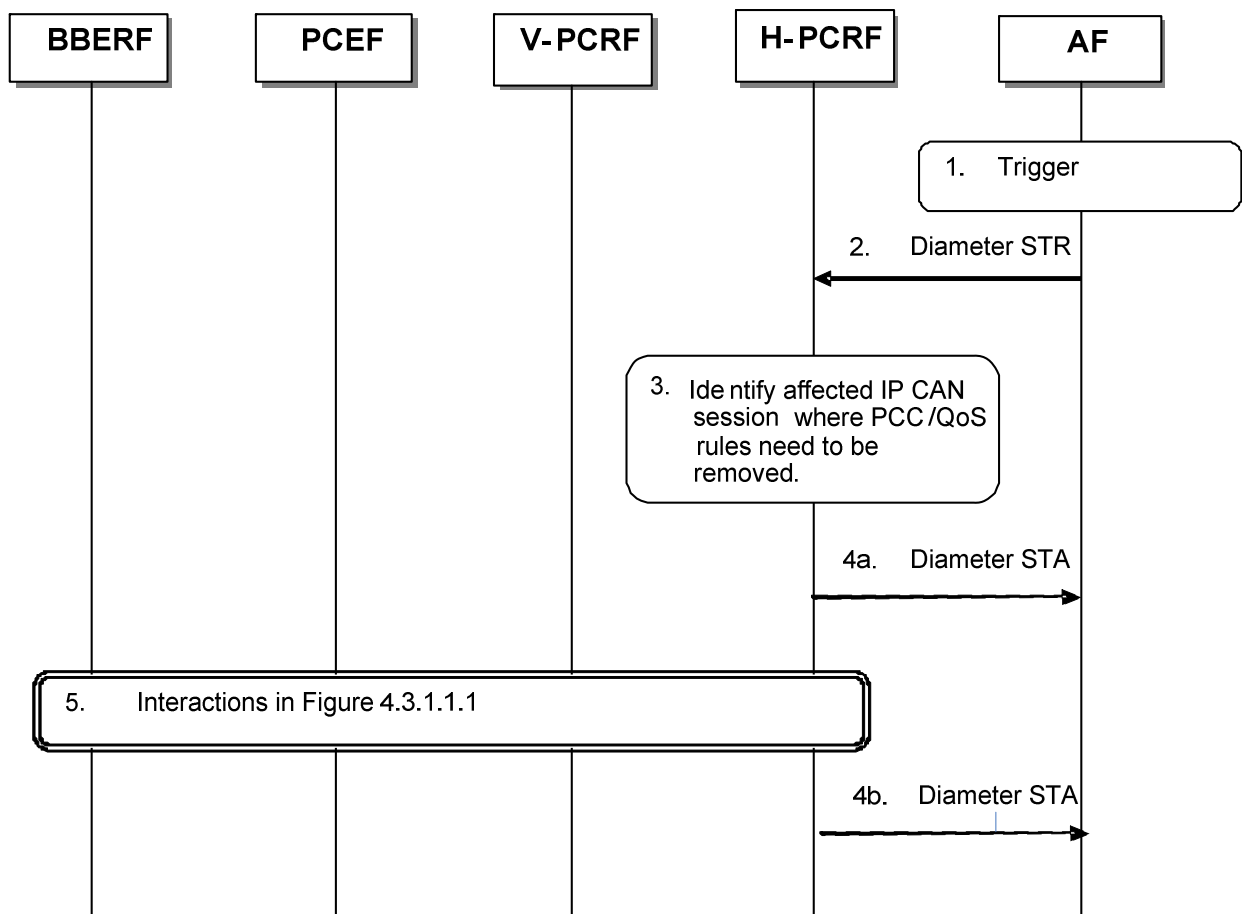 BBERF
PCEF
V-PCRF
H-PCRF
AF
1. Trigger
2. Diameter STR
3. Identify affected IP CAN
session where PCC/QoS
rules need to be
removed.
4a. Diameter STA
5. Interactions in Figure 4.3.1.1.1
4b. Diameter STA